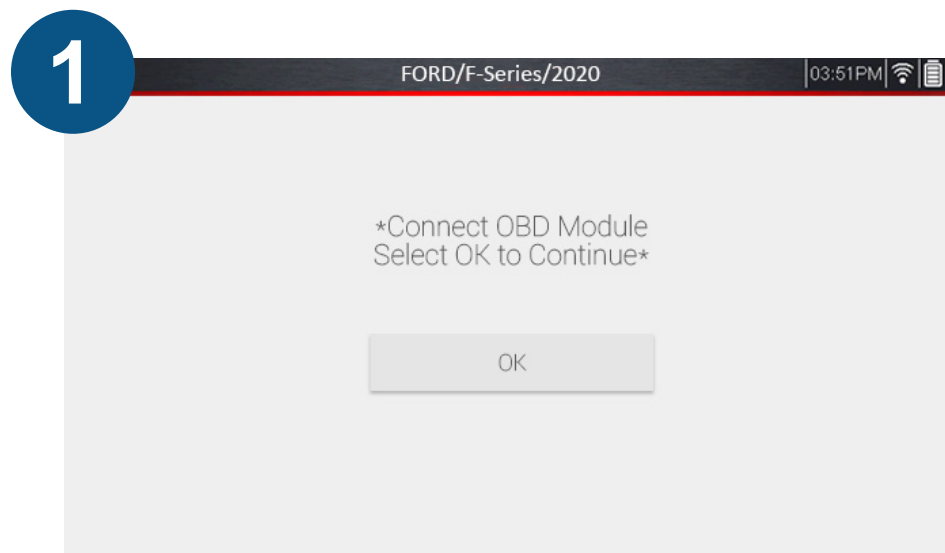 1
FORD/F-Series/2020
03:51PM
*Connect OBD Module
Select OK to Continue*
OK